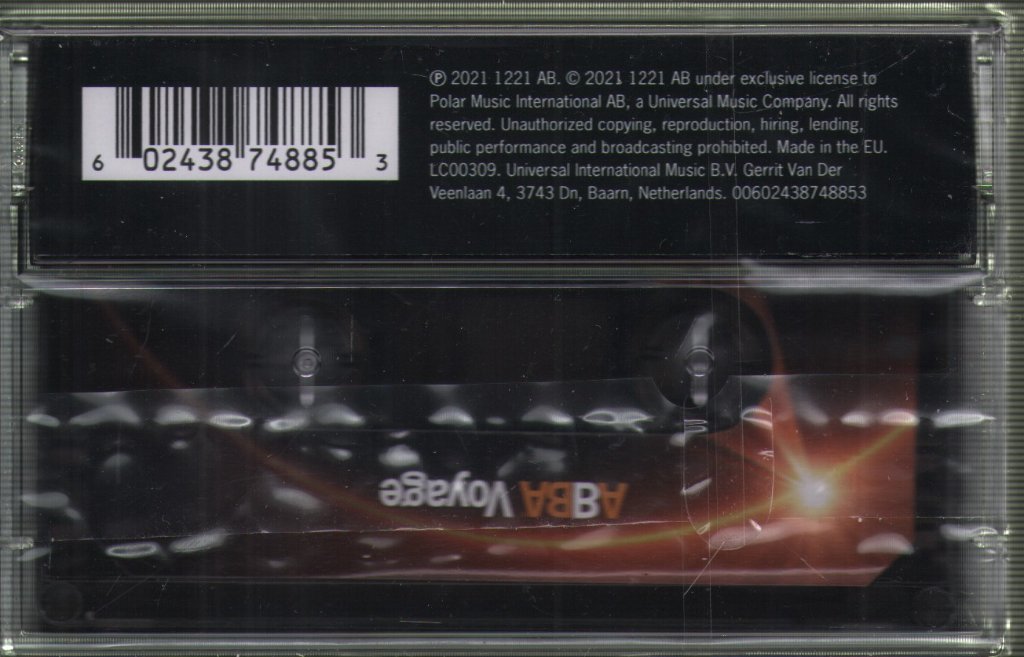 6 02438 74885 3
℗ 2021 1221 AB. © 2021 1221 AB under exclusive license to
Polar Music International AB, a Universal Music Company. All rights
reserved. Unauthorized copying, reproduction, hiring, lending,
public performance and broadcasting prohibited. Made in the EU.
LC00309. Universal International Music B.V. Gerrit Van Der
Veenlaan 4, 3743 Dn, Baarn, Netherlands. 00602438748853
ABBA Voyage